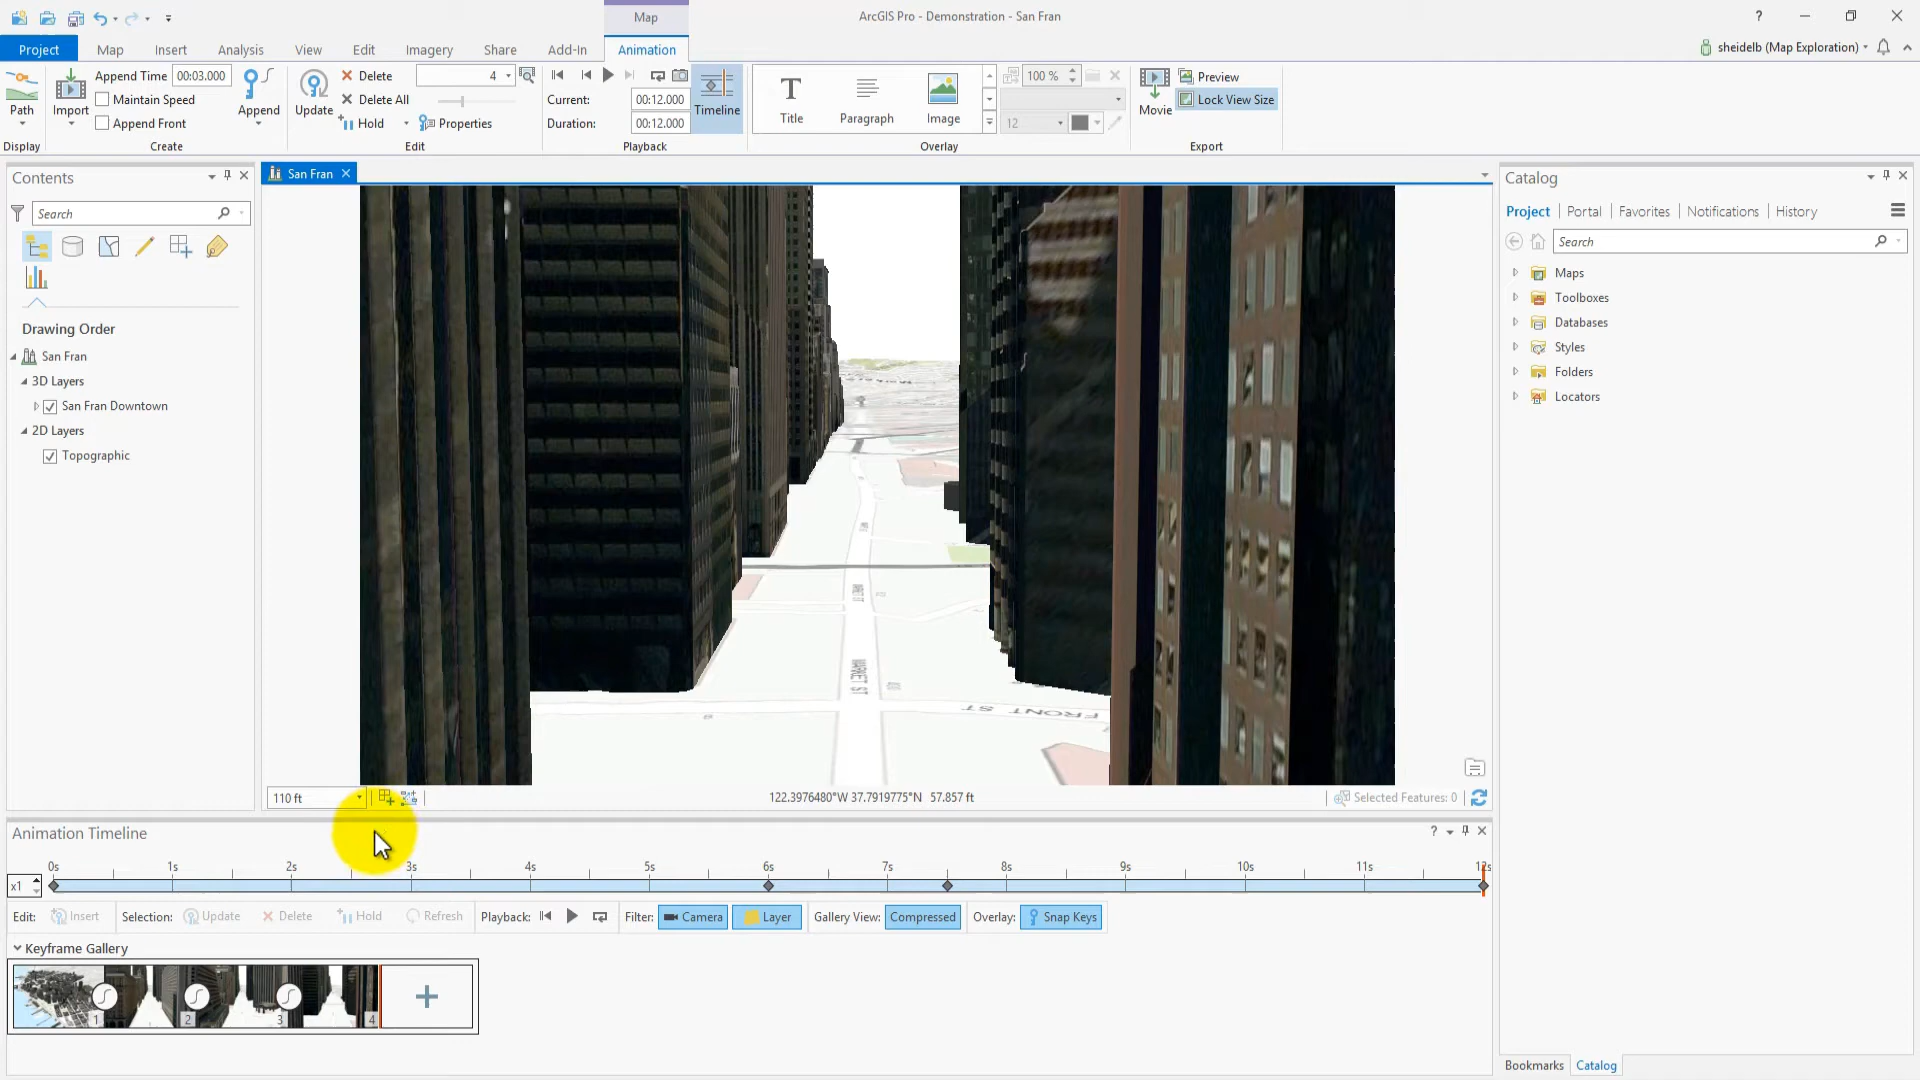 Map
ArcGIS Pro - Demonstration - San Fran
?
Project Map Insert Analysis View Edit Imagery Share Add-In Animation
sheidelb (Map Exploration)
Path
Import
Append Time 00:03.000
Maintain Speed
Append Front
Append
Update
Delete
Delete All
Hold
4
Properties
Current: 00:12.000
Duration: 00:12.000
Timeline
Title
Paragraph
Image
100 %
12
Movie
Preview
Lock View Size
Display Create Edit Playback Overlay Export
Contents
Search
Drawing Order
San Fran
3D Layers
San Fran Downtown
2D Layers
Topographic
San Fran
MARKET ST
FRONT ST
110 ft
122.3976480°W 37.7919775°N 57.857 ft
Selected Features: 0
Catalog
Project Portal Favorites Notifications History
Search
Maps
Toolboxes
Databases
Styles
Folders
Locators
Animation Timeline
?
0s 1s 2s 3s 4s 5s 6s 7s 8s 9s 10s 11s 12s
x1
Edit: Insert Selection: Update Delete Hold Refresh Playback: Filter: Camera Layer Gallery View: Compressed Overlay: Snap Keys
Keyframe Gallery
1 2 3 4
Bookmarks Catalog